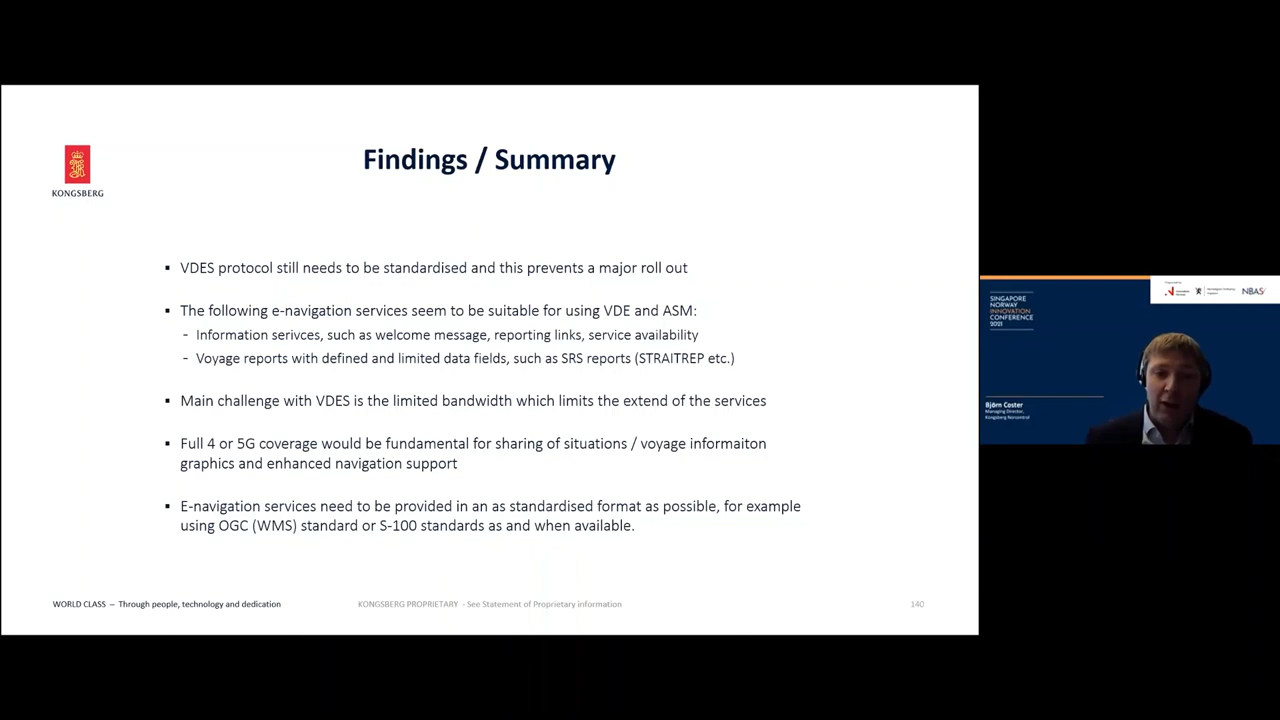 Findings / Summary
KONGSBERG
▪ VDES protocol still needs to be standardised and this prevents a major roll out
▪ The following e-navigation services seem to be suitable for using VDE and ASM:
- Information serivces, such as welcome message, reporting links, service availability
- Voyage reports with defined and limited data fields, such as SRS reports (STRAITREP etc.)
▪ Main challenge with VDES is the limited bandwidth which limits the extend of the services
▪ Full 4 or 5G coverage would be fundamental for sharing of situations / voyage informaiton
graphics and enhanced navigation support
▪ E-navigation services need to be provided in an as standardised format as possible, for example
using OGC (WMS) standard or S-100 standards as and when available.
WORLD CLASS – Through people, technology and dedication
KONGSBERG PROPRIETARY - See Statement of Proprietary information
140
SINGAPORE
NORWAY
INNOVATION
CONFERENCE
2021
NBAS
Björn Coster
Managing Director,
Kongsberg Norcontrol